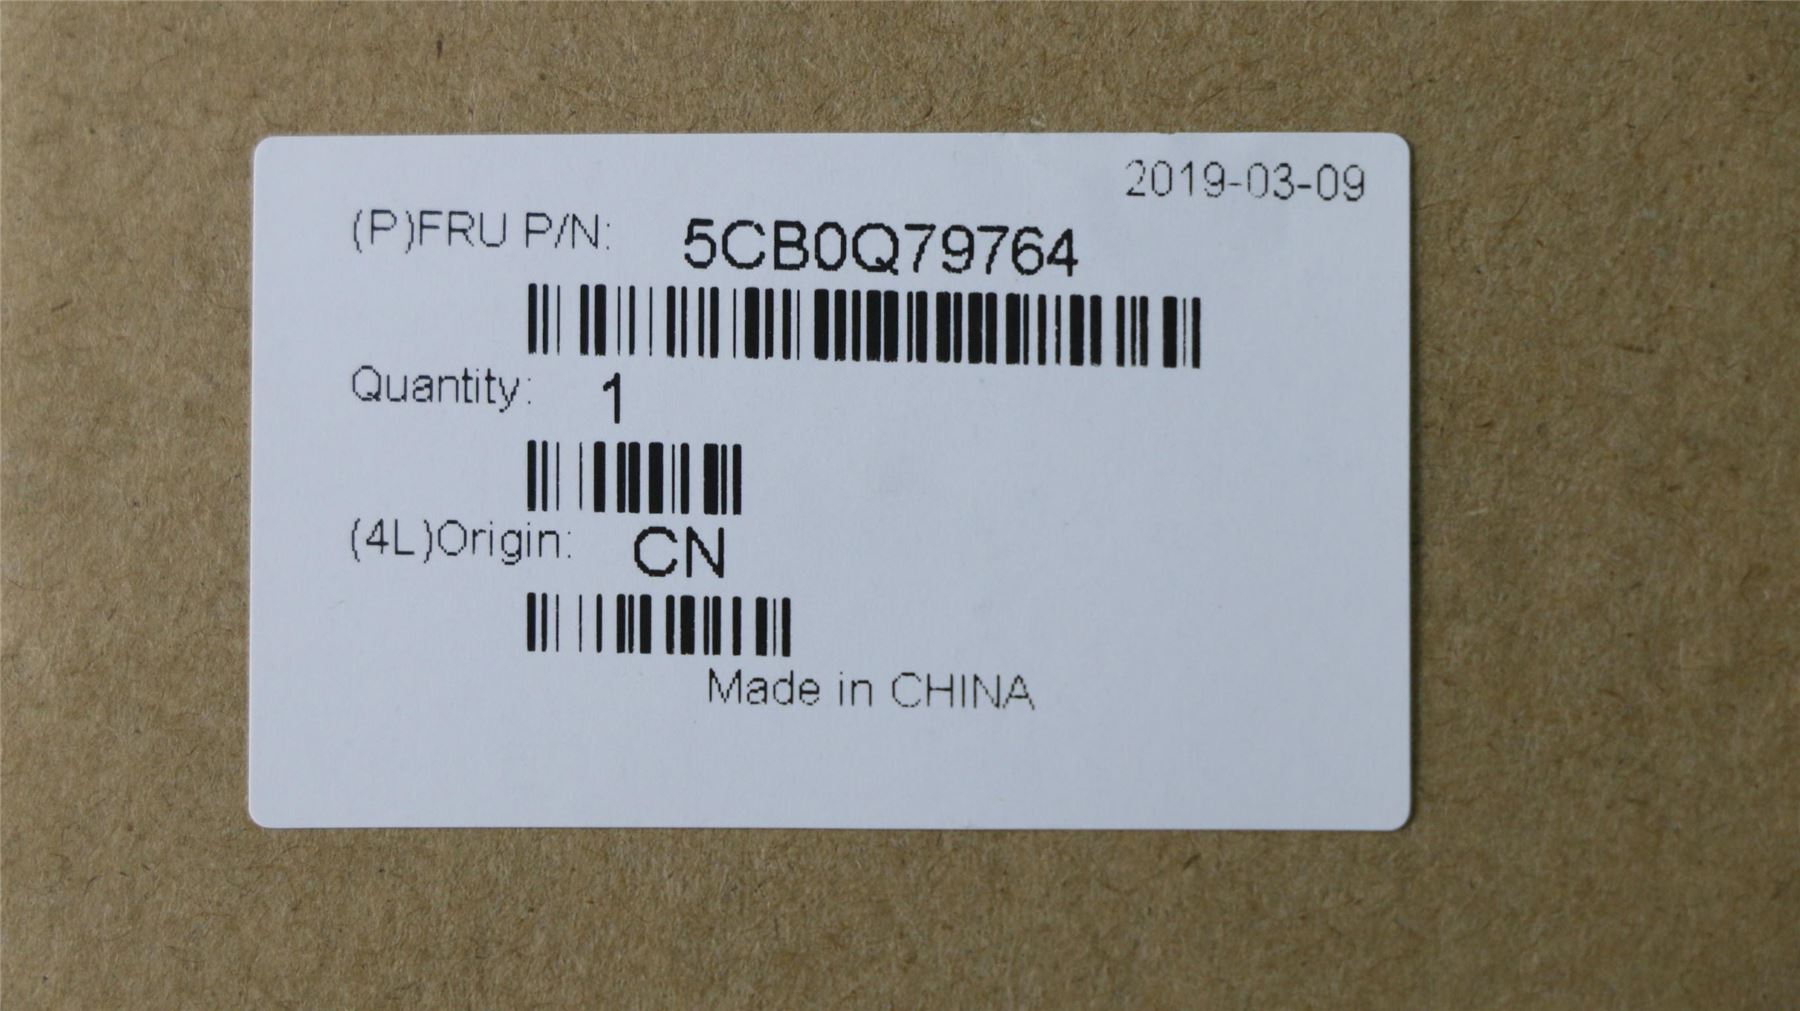 2019-03-09
(P)FRU P/N: 5CB0Q79764
Quantity: 1
(4L)Origin: CN
Made in CHINA